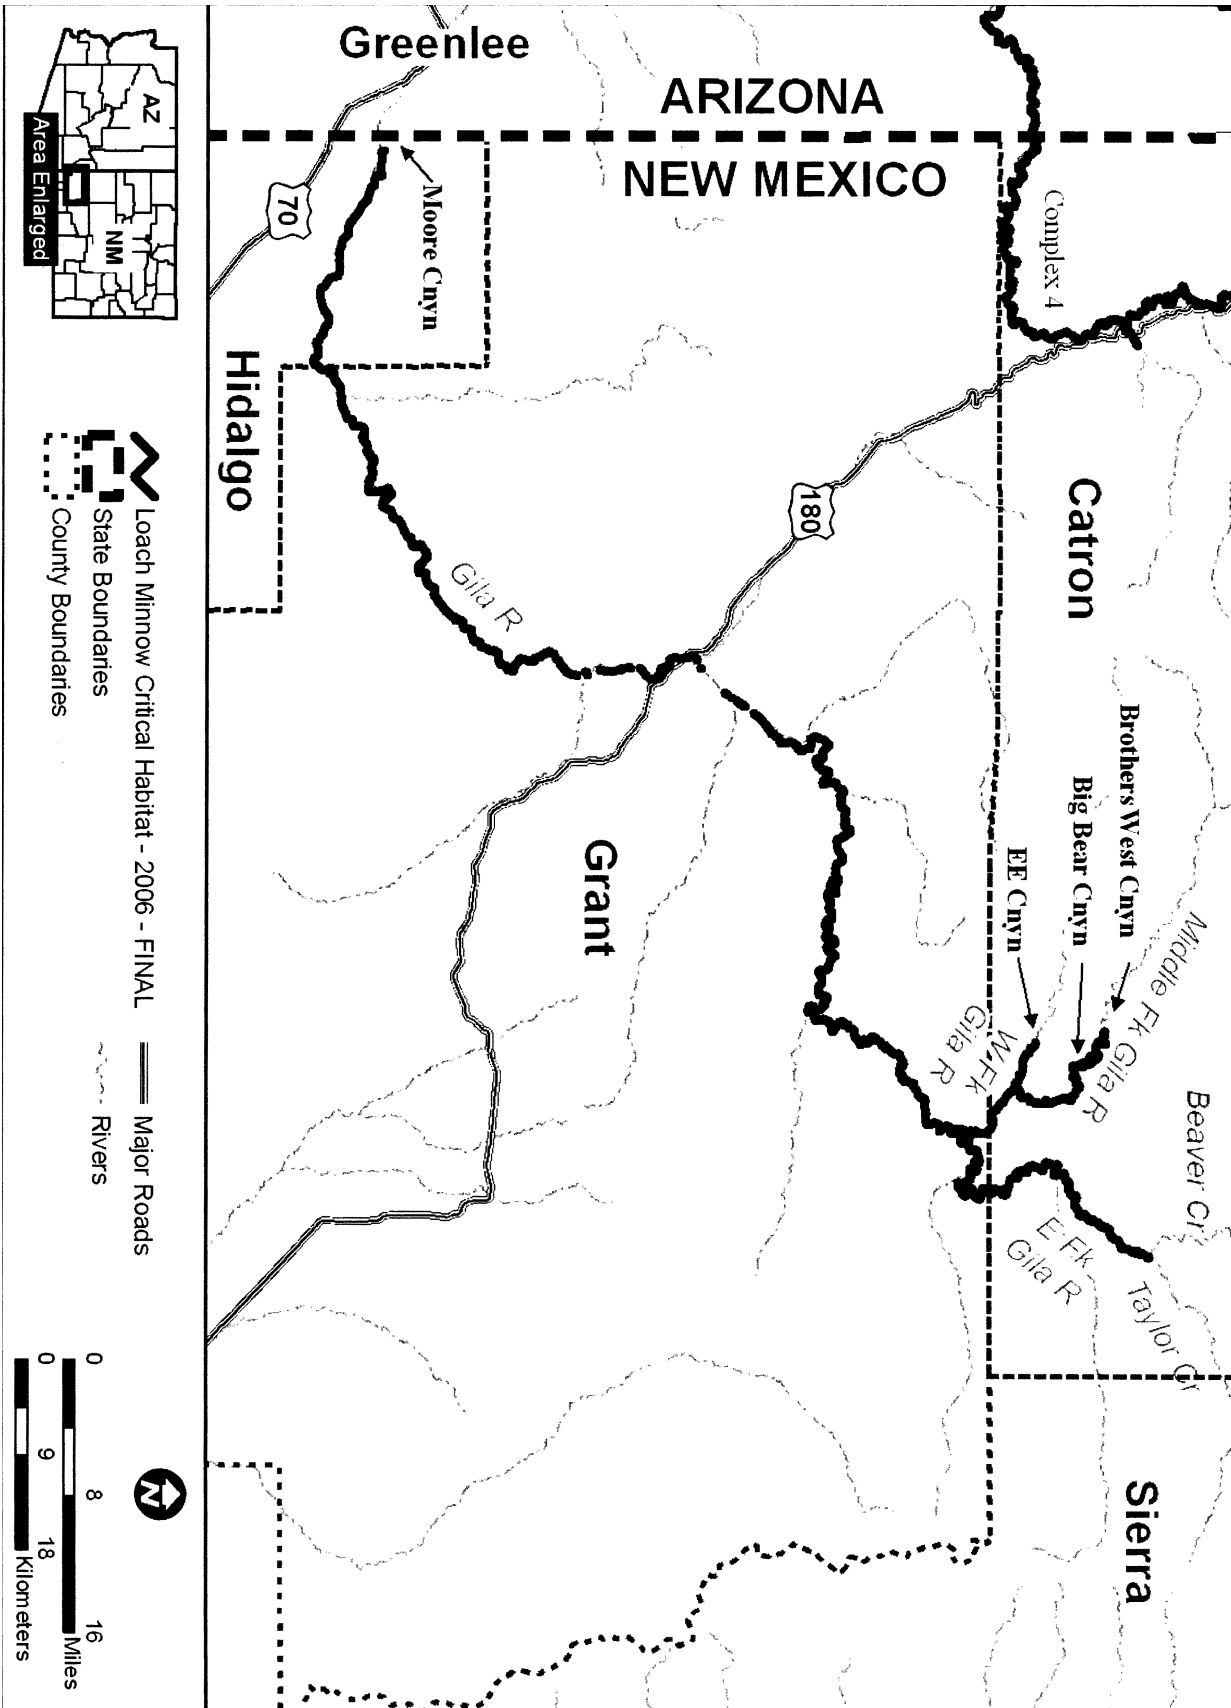 Greenlee
ARIZONA
NEW MEXICO
Complex 4
Moore Cnyn
70
Hidalgo
Catron
180
Gila R
Brothers West Cnyn
Big Bear Cnyn
EE Cnyn
Middle Fk Gila R
W. Fk
Gila R
Beaver Cr
E Fk
Gila R
Taylor Cr
Grant
Sierra
AZ
NM
Area Enlarged
Loach Minnow Critical Habitat - 2006 - FINAL
State Boundaries
County Boundaries
Major Roads
Rivers
N
0 8 16 Miles
0 9 18 Kilometers